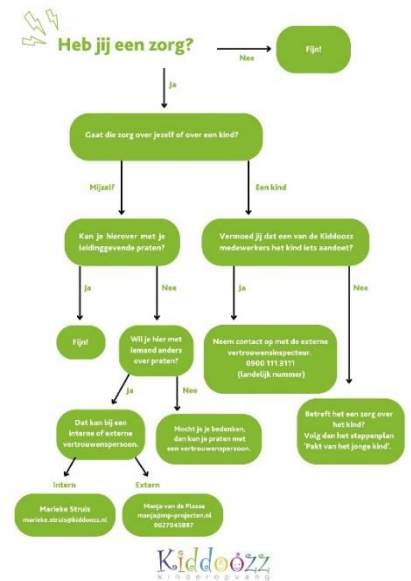 Heb jij een zorg?
Nee
Fijn!
Ja
Gaat die zorg over jezelf of over een kind?
Mijzelf
Een kind
Kan je hierover met je
leidinggevende praten?
Vermoed jij dat een van de Kiddoozz
medewerkers het kind iets aandoet?
Ja
Nee
Ja
Nee
Fijn!
Wil je hier met
iemand anders
over praten?
Neem contact op met de externe
vertrouwensinspecteur.
0900 111 3111
(landelijk nummer)
Ja
Nee
Dat kan bij een
interne of externe
vertrouwenspersoon.
Mocht je je bedenken,
dan kun je praten met
een vertrouwenspersoon.
Betreft het een zorg over
het kind?
Volg dan het stappenplan
'Pakt van het jonge kind'.
Intern
Extern
Marieke Struis
marieke.struis@kiddoozz.nl
Manja van de Plasse
manja@mp-projecten.nl
0627045887
Kiddoozz
kinderopvang